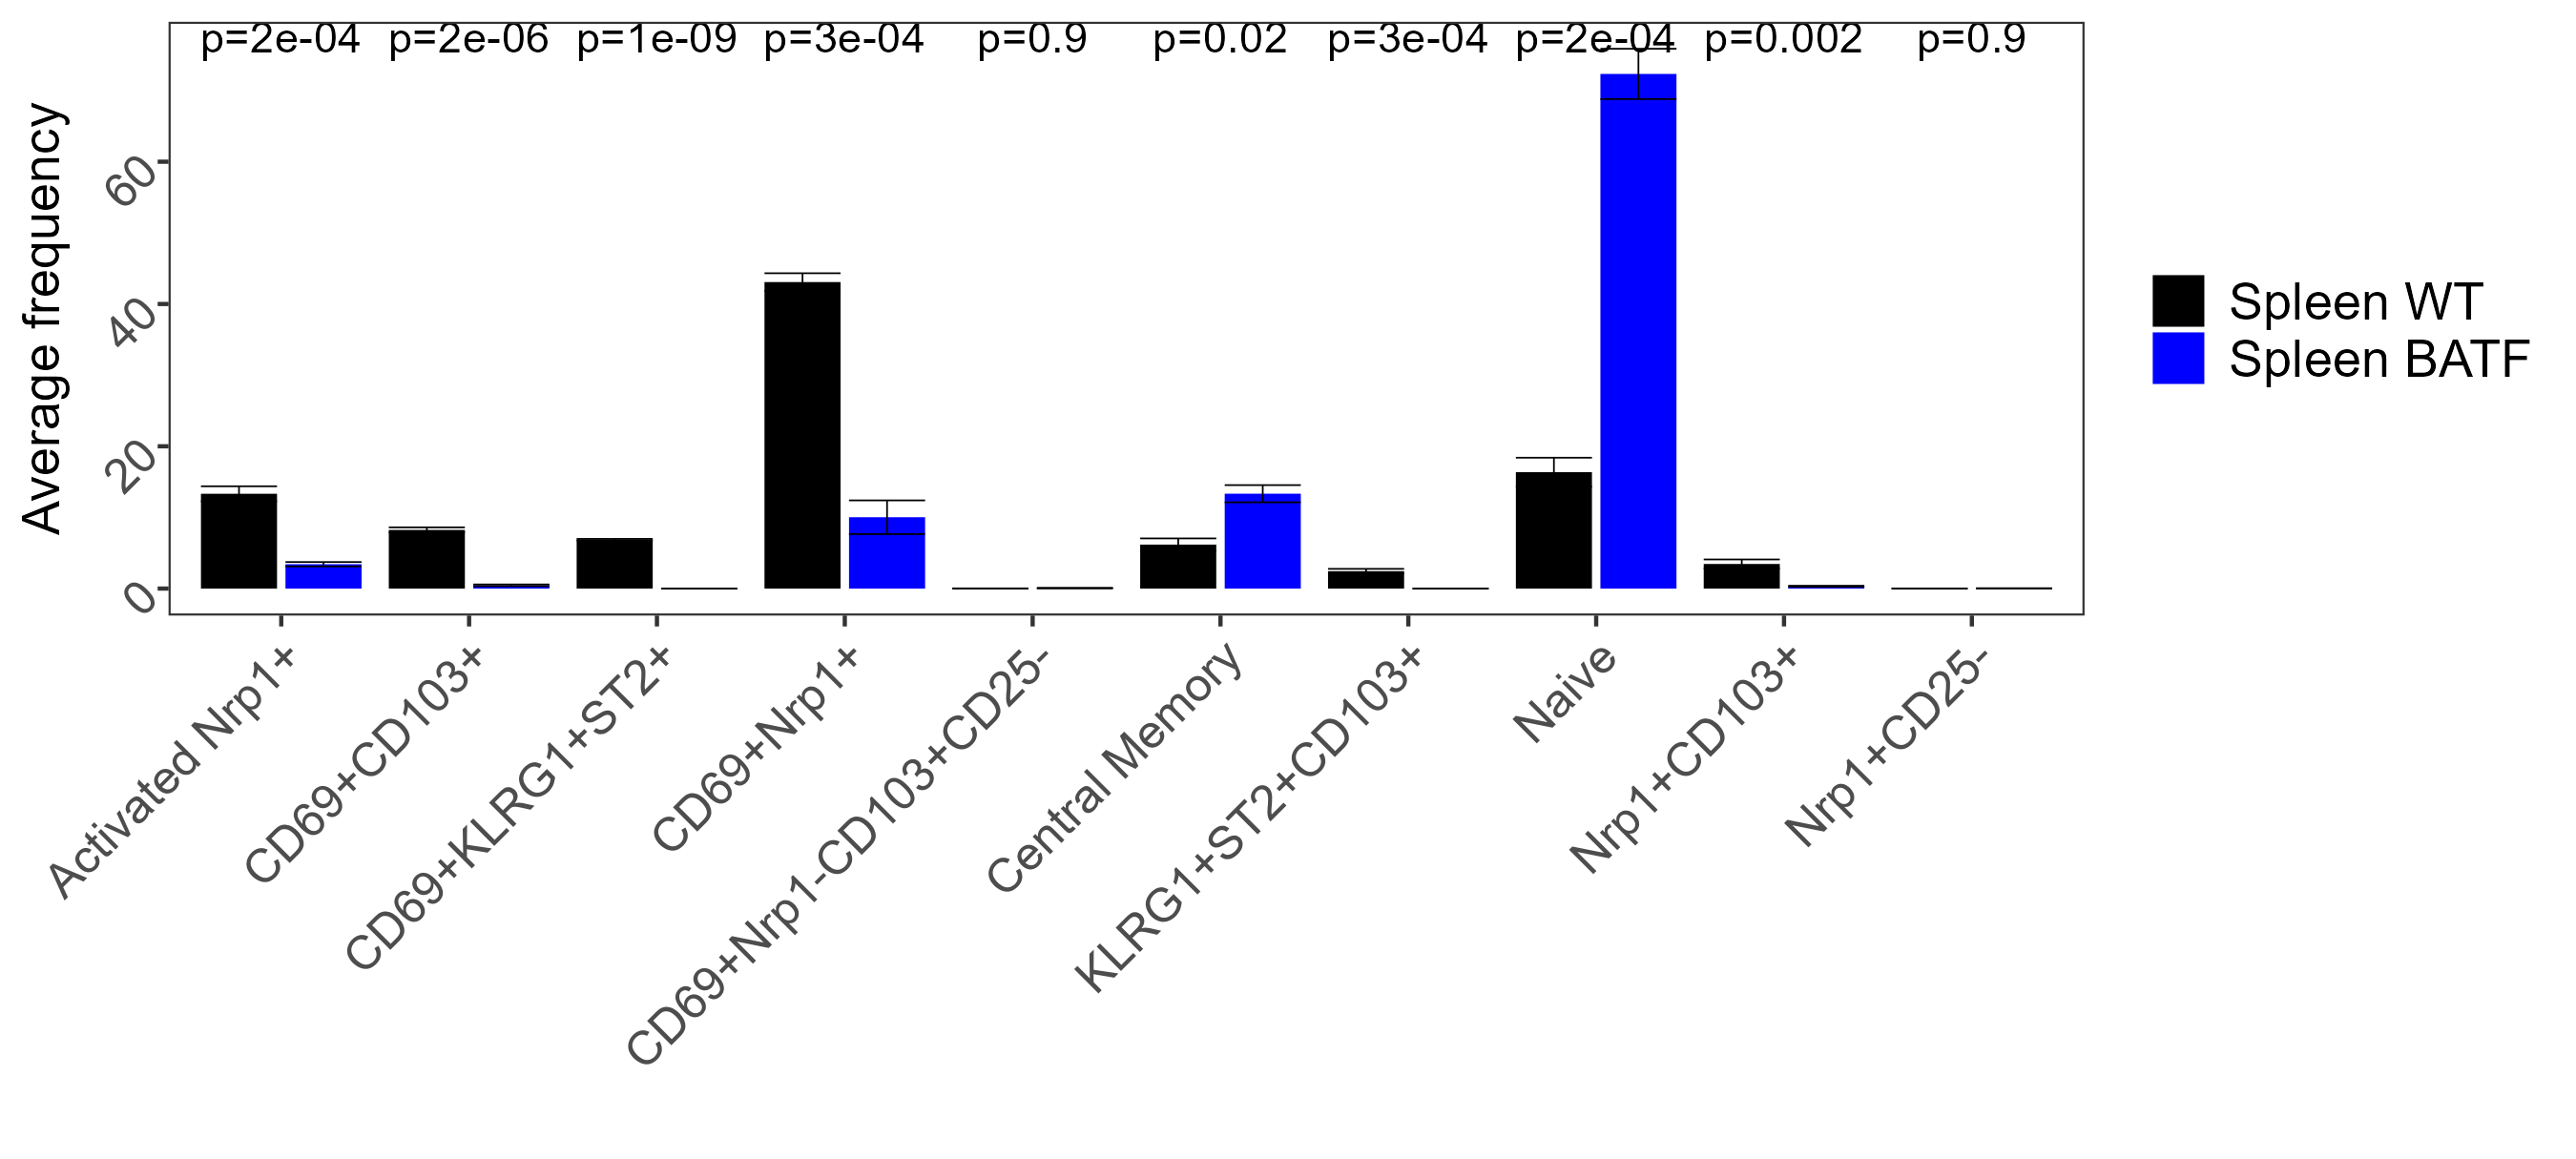 p=2e-04 p=2e-06 p=1e-09 p=3e-04 p=0.9 p=0.02 p=3e-04 p=2e-04 p=0.002 p=0.9
Average frequency
60
40
20
0
Spleen WT
Spleen BATF
Activated Nrp1+
CD69+CD103+
CD69+KLRG1+ST2+
CD69+Nrp1+
CD69+Nrp1-CD103+CD25-
Central Memory
KLRG1+ST2+CD103+
Naive
Nrp1+CD103+
Nrp1+CD25-